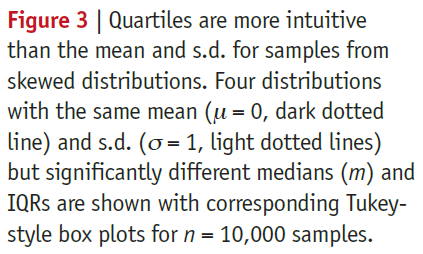 Figure 3 | Quartiles are more intuitive
than the mean and s.d. for samples from
skewed distributions. Four distributions
with the same mean (μ = 0, dark dotted
line) and s.d. (σ = 1, light dotted lines)
but significantly different medians (m) and
IQRs are shown with corresponding Tukey-
style box plots for n = 10,000 samples.